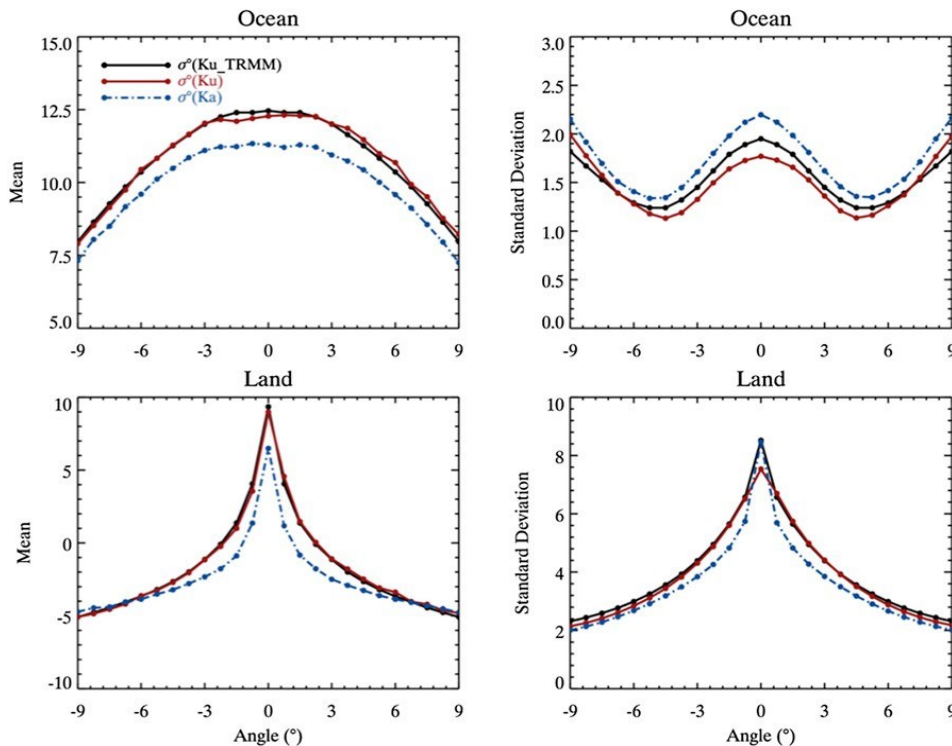 Ocean
15.0
12.5
10.0
7.5
5.0
Mean
σ°(Ku_TRMM)
σ°(Ku)
σ°(Ka)
-9 -6 -3 0 3 6 9
Ocean
3.0
2.5
2.0
1.5
1.0
0.5
0.0
Standard Deviation
-9 -6 -3 0 3 6 9
Land
10
5
0
-5
-10
Mean
-9 -6 -3 0 3 6 9
Angle (°)
Land
8
6
4
2
0
Standard Deviation
-9 -6 -3 0 3 6 9
Angle (°)